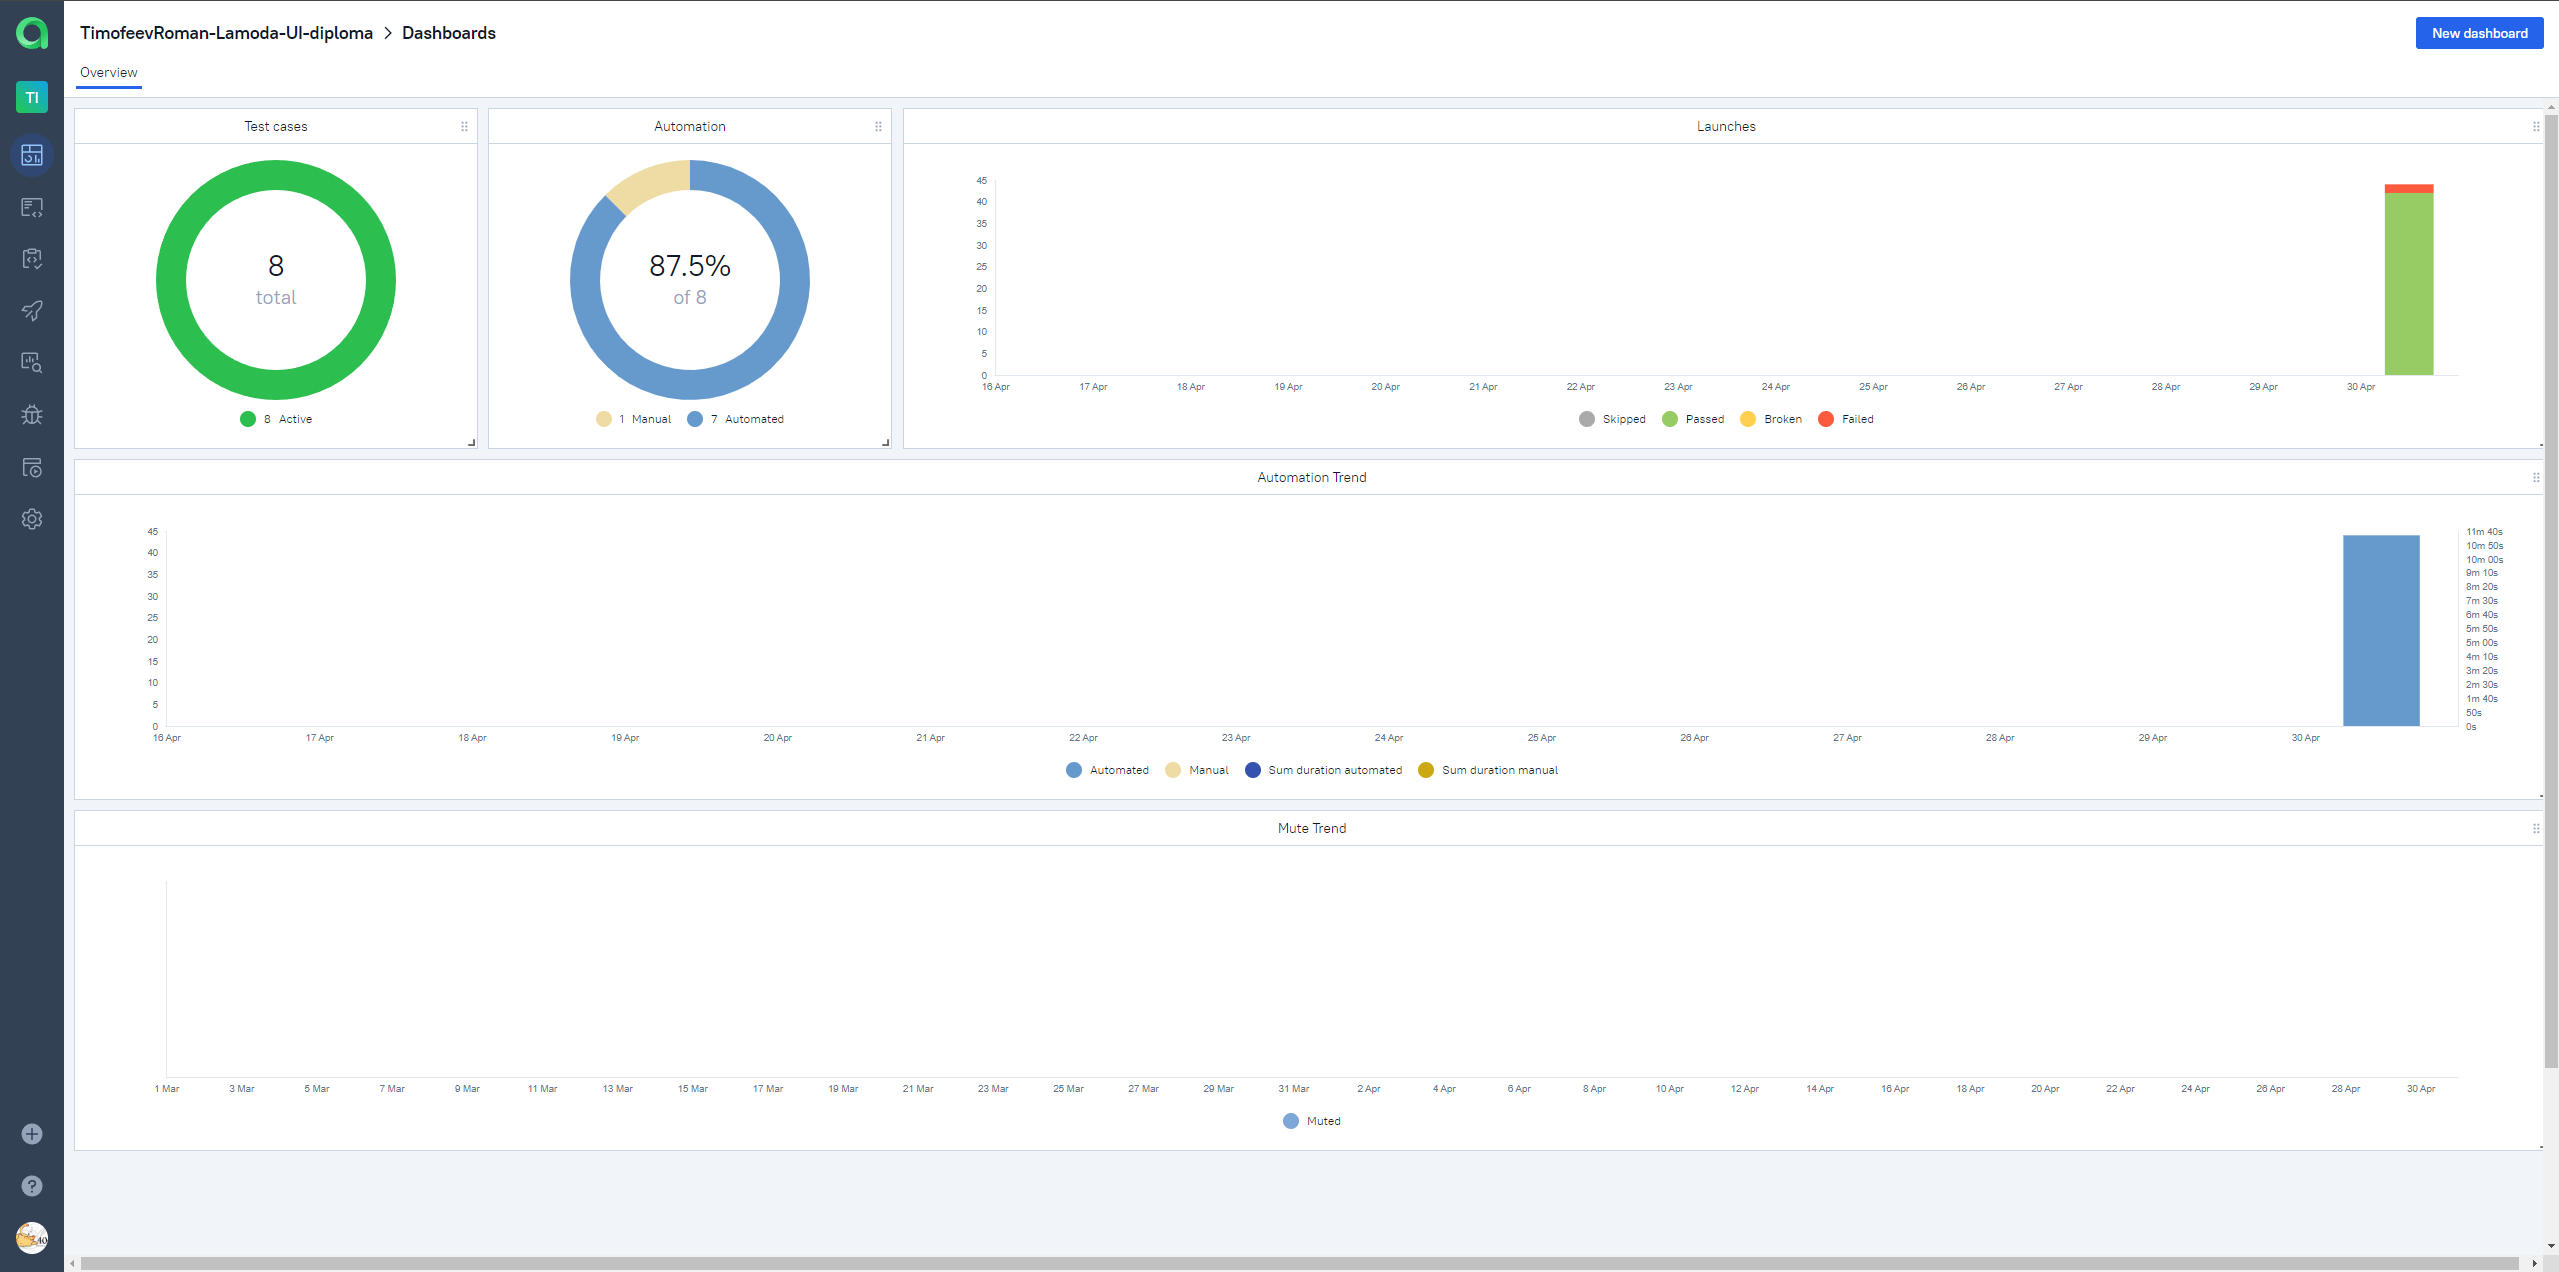 TimofeevRoman-Lamoda-UI-diploma > Dashboards
New dashboard
Overview
TI
Test cases
8
total
8 Active
Automation
87.5%
of 8
1 Manual 7 Automated
Launches
45
40
35
30
25
20
15
10
5
0
16 Apr 17 Apr 18 Apr 19 Apr 20 Apr 21 Apr 22 Apr 23 Apr 24 Apr 25 Apr 26 Apr 27 Apr 28 Apr 29 Apr 30 Apr
Skipped Passed Broken Failed
Automation Trend
45
40
35
30
25
20
15
10
5
0
11m 40s
10m 50s
10m 00s
9m 10s
8m 20s
7m 30s
6m 40s
5m 50s
5m 00s
4m 10s
3m 20s
2m 30s
1m 40s
50s
0s
16 Apr 17 Apr 18 Apr 19 Apr 20 Apr 21 Apr 22 Apr 23 Apr 24 Apr 25 Apr 26 Apr 27 Apr 28 Apr 29 Apr 30 Apr
Automated Manual Sum duration automated Sum duration manual
Mute Trend
1 Mar 3 Mar 5 Mar 7 Mar 9 Mar 11 Mar 13 Mar 15 Mar 17 Mar 19 Mar 21 Mar 23 Mar 25 Mar 27 Mar 29 Mar 31 Mar 2 Apr 4 Apr 6 Apr 8 Apr 10 Apr 12 Apr 14 Apr 16 Apr 18 Apr 20 Apr 22 Apr 24 Apr 26 Apr 28 Apr 30 Apr
Muted